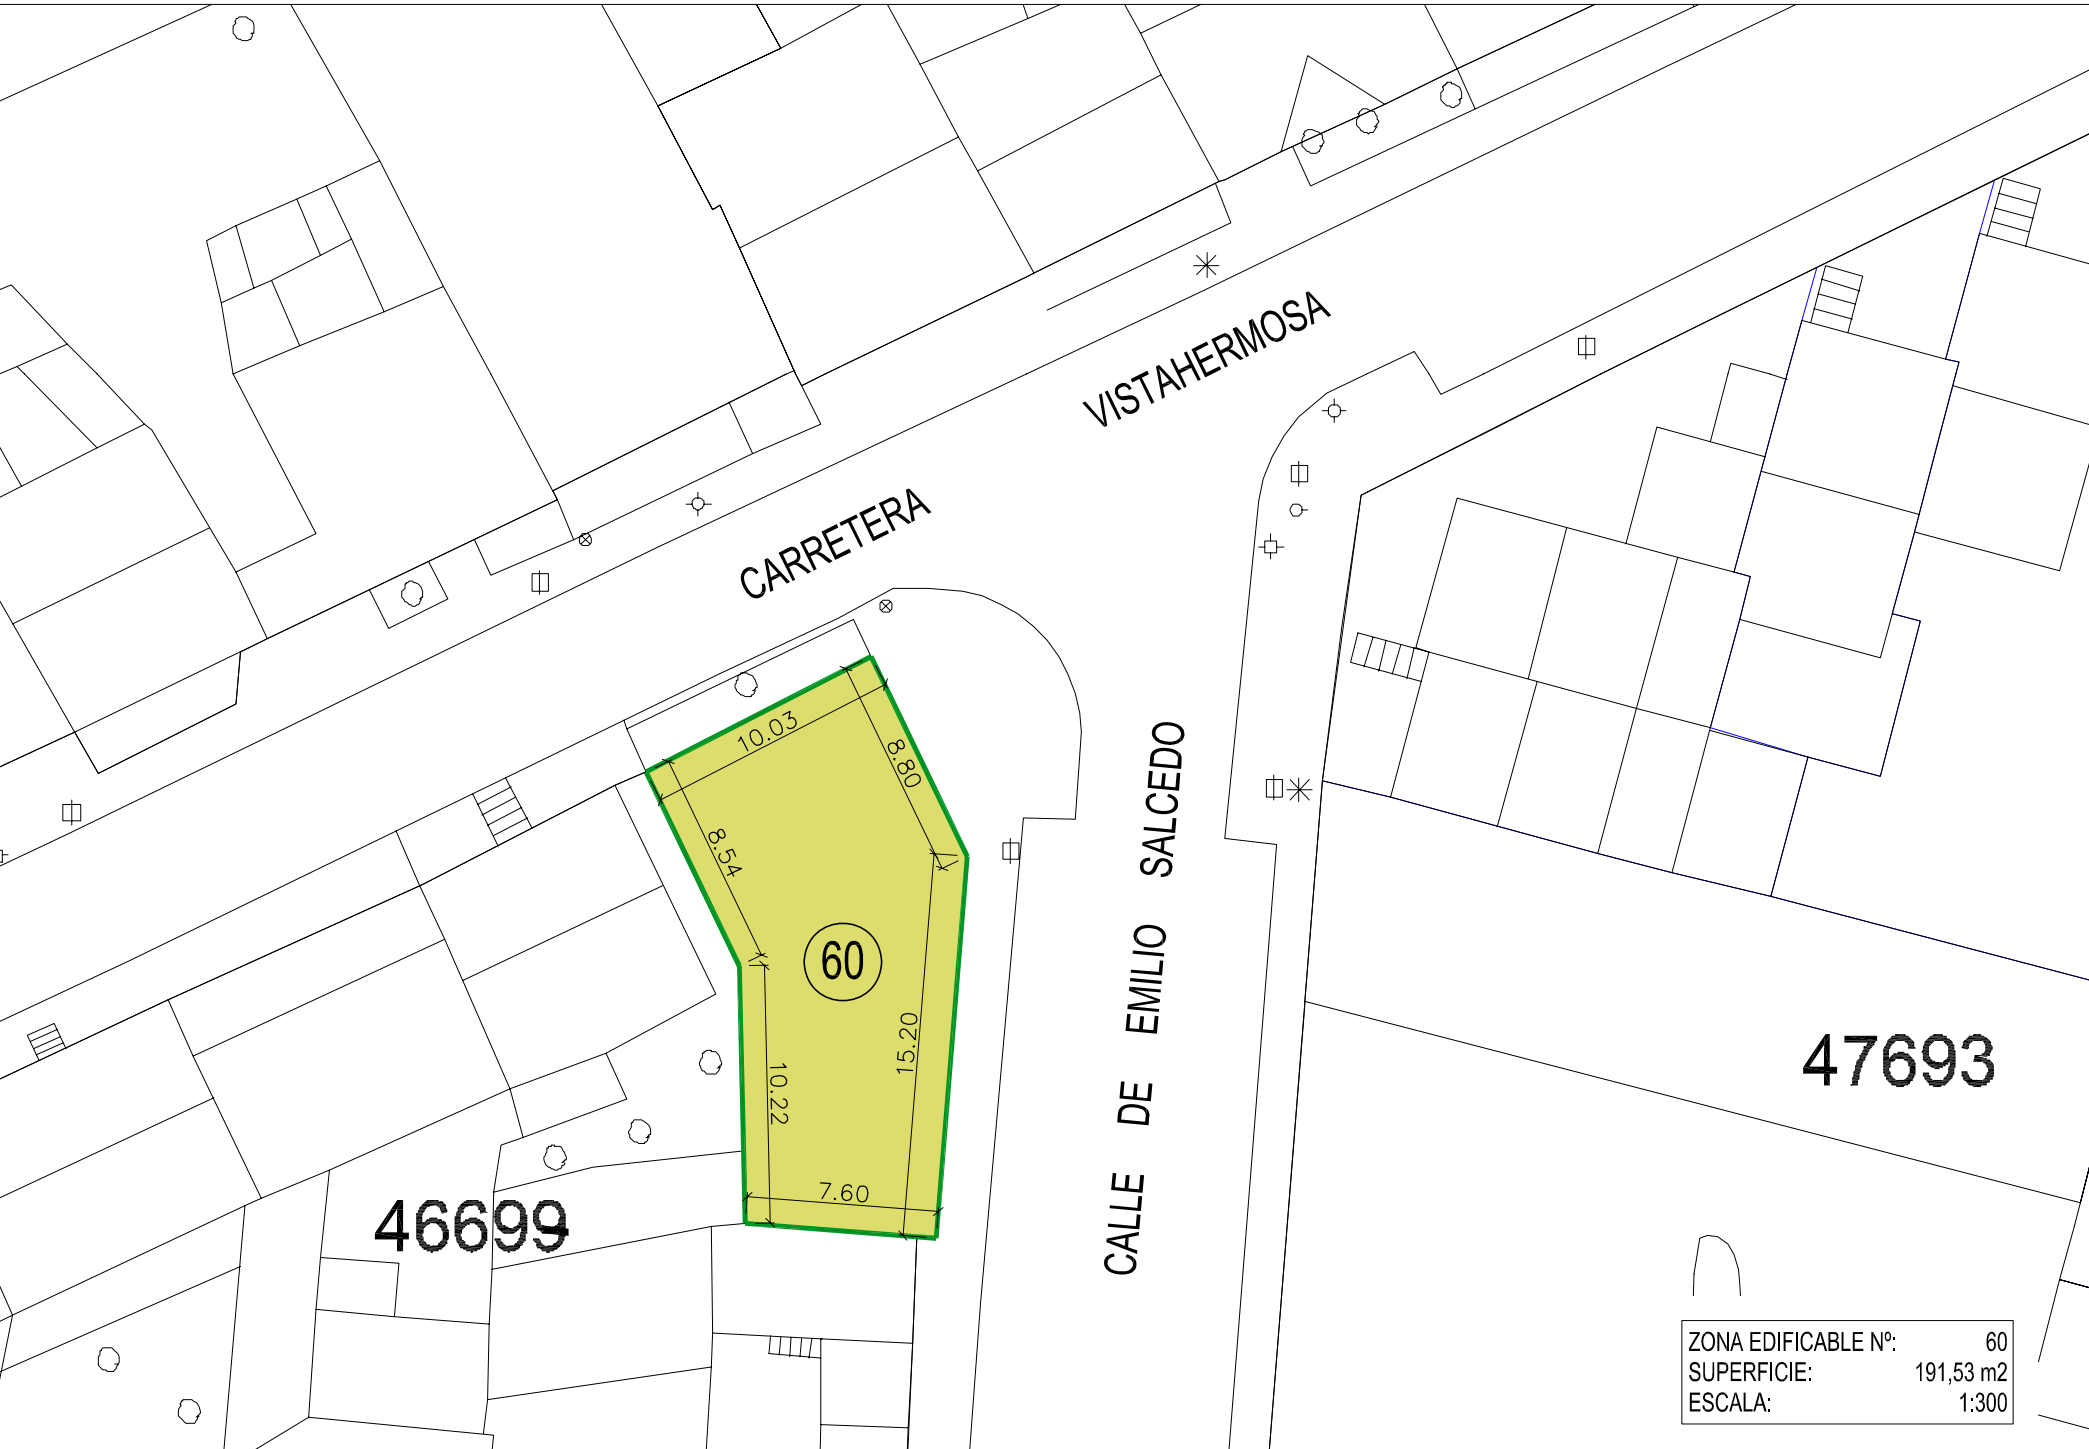 VISTAHERMOSA
CARRETERA
10.03
8.80
8.54
CALLE DE EMILIO SALCEDO
60
15.20
10.22
7.60
47693
46699
ZONA EDIFICABLE Nº: 60
SUPERFICIE: 191,53 m2
ESCALA: 1:300